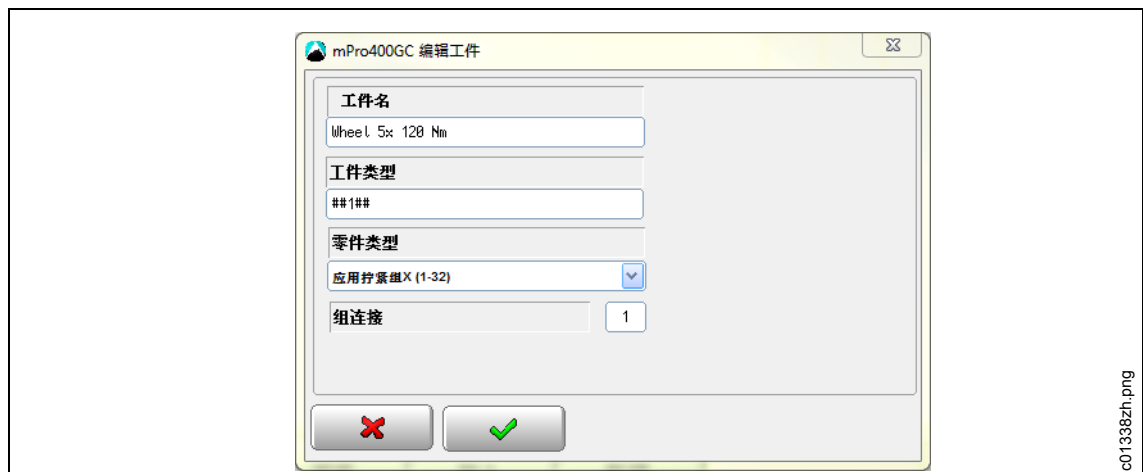 mPro400GC 编辑工件
工件名
Wheel 5x 120 Nm
工件类型
##1##
零件类型
应用拧紧组X (1-32)
组连接
1
c01338zh.png